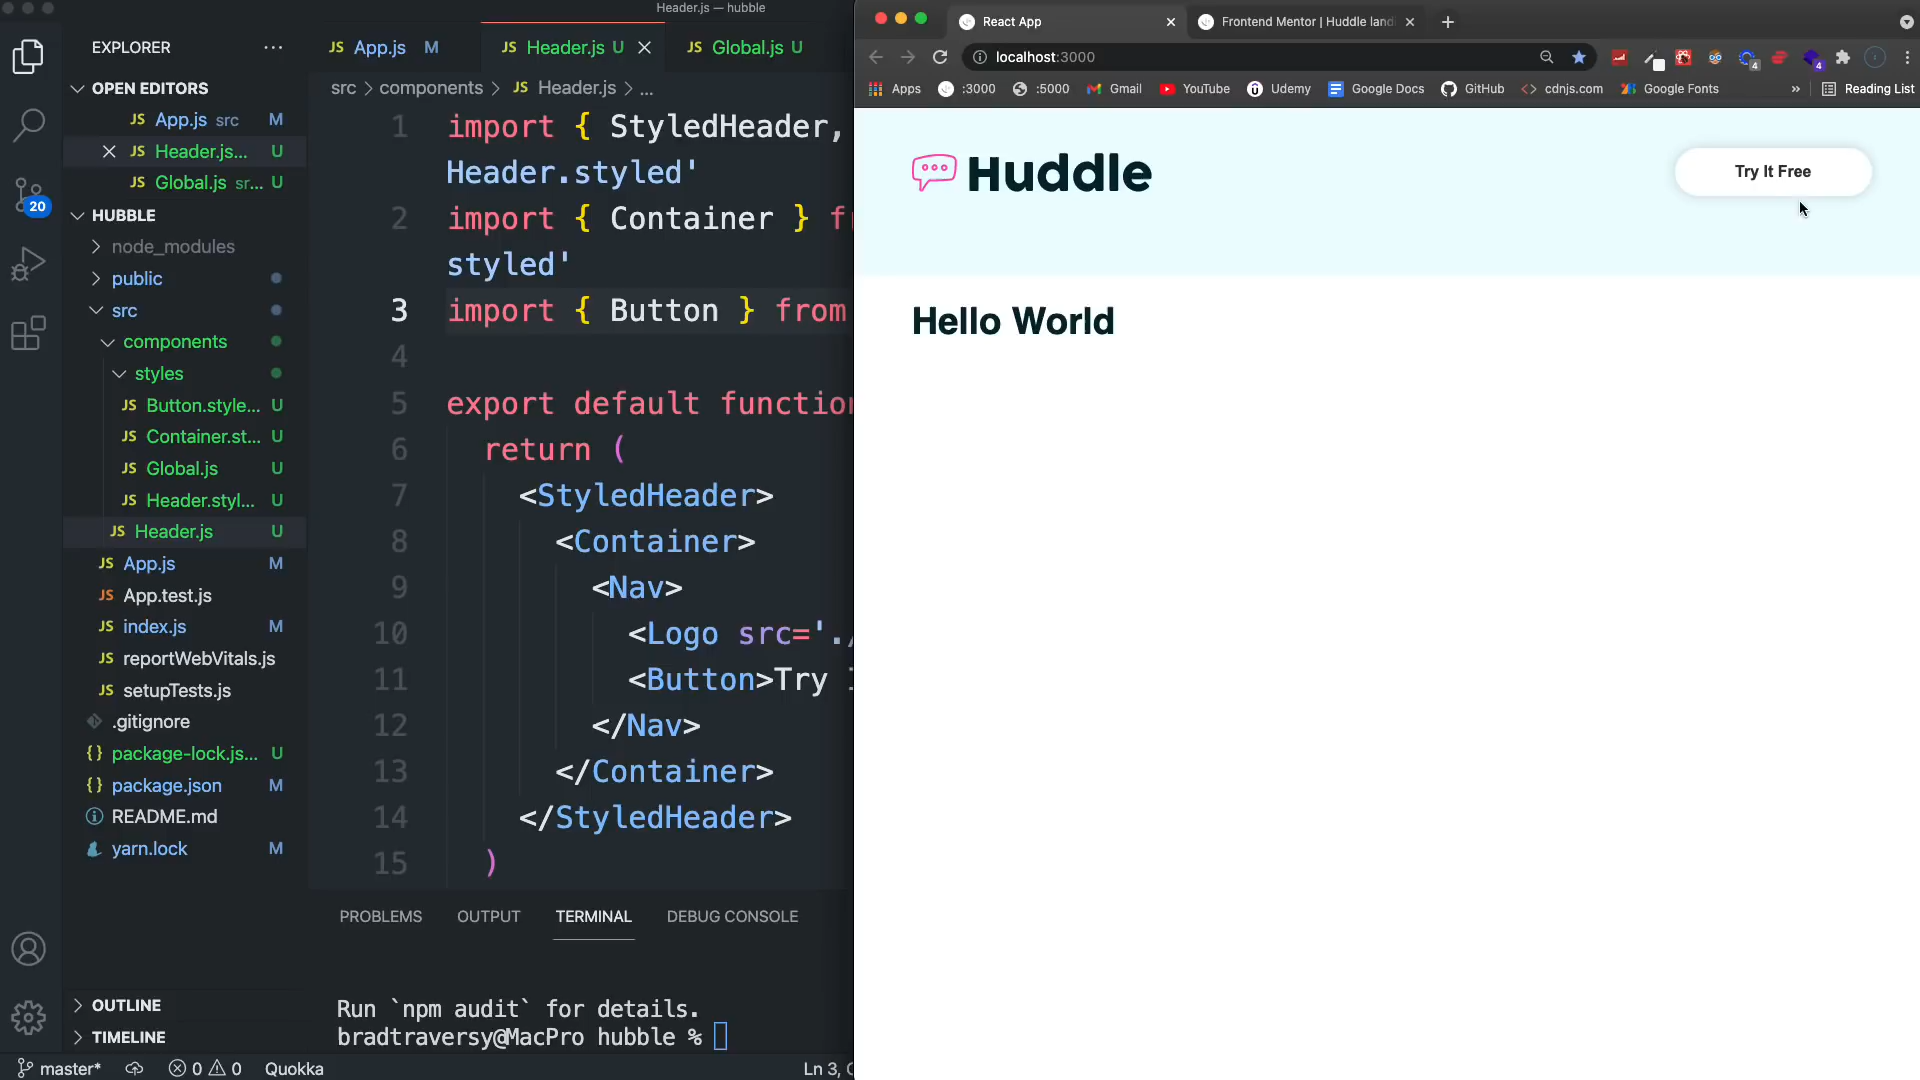 Header.js — hubble
EXPLORER
OPEN EDITORS
JS App.js src M
JS Header.js... U
JS Global.js sr... U
HUBBLE
node_modules
public
src
components
styles
JS Button.style... U
JS Container.st... U
JS Global.js U
JS Header.styl... U
JS Header.js U
JS App.js M
JS App.test.js
JS index.js M
JS reportWebVitals.js
JS setupTests.js
.gitignore
{} package-lock.js... U
{} package.json M
README.md
yarn.lock M
OUTLINE
TIMELINE
20
JS App.js M
JS Header.js U
JS Global.js U
src > components > JS Header.js > ...
1 import { StyledHeader,
Header.styled'
2 import { Container } f
styled'
3 import { Button } from
4
5 export default function
6 return (
7 <StyledHeader>
8 <Container>
9 <Nav>
10 <Logo src='./
11 <Button>Try
12 </Nav>
13 </Container>
14 </StyledHeader>
15 )
PROBLEMS OUTPUT TERMINAL DEBUG CONSOLE
Run `npm audit` for details.
bradtraversy@MacPro hubble %
master* 0 0 Quokka Ln 3,
React App
Frontend Mentor | Huddle land
localhost:3000
4 4
Apps :3000 :5000 Gmail YouTube Udemy Google Docs GitHub cdnjs.com Google Fonts » Reading List
Huddle
Try It Free
Hello World